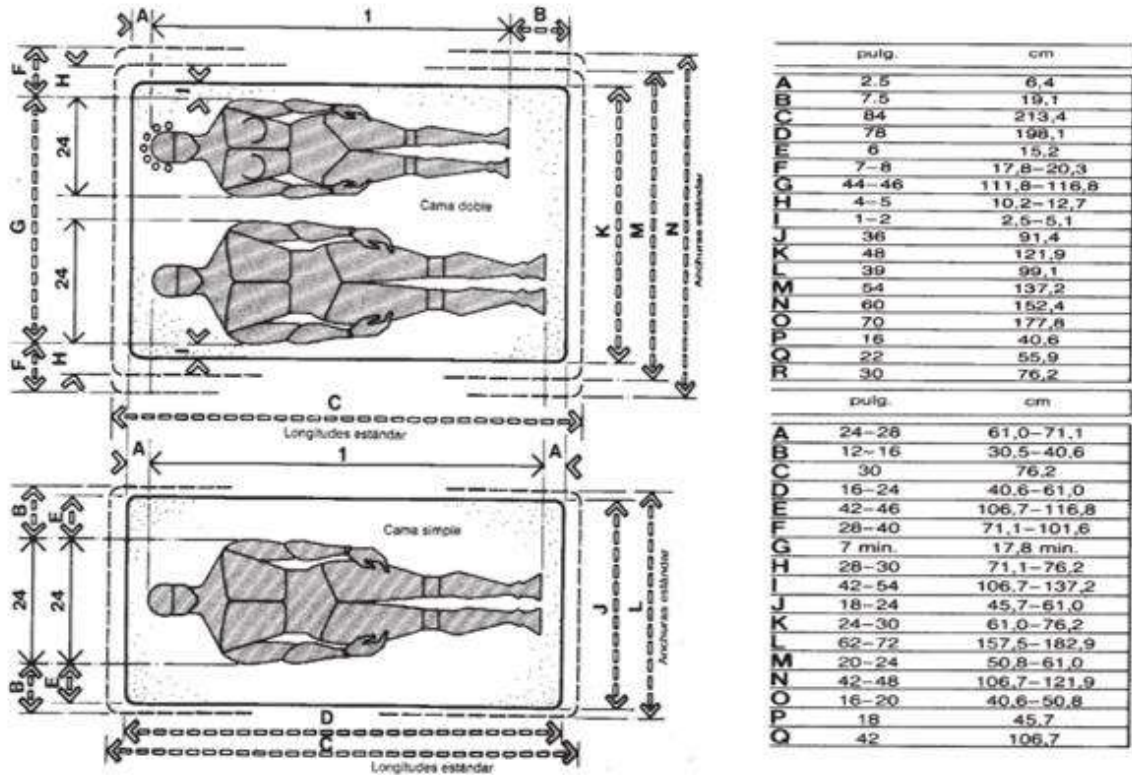 A 1 B
F H I
24
G
Cama doble
24
K M N
Anchuras estándar
I
F H
C
Longitudes estándar
A 1 A
B E
Cama simple
24 24
J L
Anchuras estándar
B E
D
C
Longitudes estándar
pulg. cm
A 2.5 6,4
B 7.5 19,1
C 84 213,4
D 78 198,1
E 6 15,2
F 7–8 17,8–20,3
G 44–46 111,8–116,8
H 4–5 10,2–12,7
I 1–2 2,5–5,1
J 36 91,4
K 48 121,9
L 39 99,1
M 54 137,2
N 60 152,4
O 70 177,8
P 16 40,6
Q 22 55,9
R 30 76,2
pulg. cm
A 24–28 61,0–71,1
B 12–16 30,5–40,6
C 30 76,2
D 16–24 40,6–61,0
E 42–46 106,7–116,8
F 28–40 71,1–101,6
G 7 min. 17,8 min.
H 28–30 71,1–76,2
I 42–54 106,7–137,2
J 18–24 45,7–61,0
K 24–30 61,0–76,2
L 62–72 157,5–182,9
M 20–24 50,8–61,0
N 42–48 106,7–121,9
O 16–20 40,6–50,8
P 18 45,7
Q 42 106,7